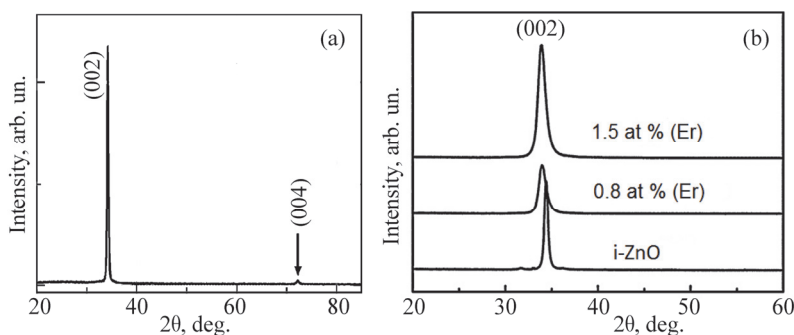 (a)
(002)
(004)
Intensity, arb. un.
20 40 60 80
2θ, deg.
(b)
(002)
1.5 at % (Er)
0.8 at % (Er)
i-ZnO
Intensity, arb. un.
20 30 40 50 60
2θ, deg.